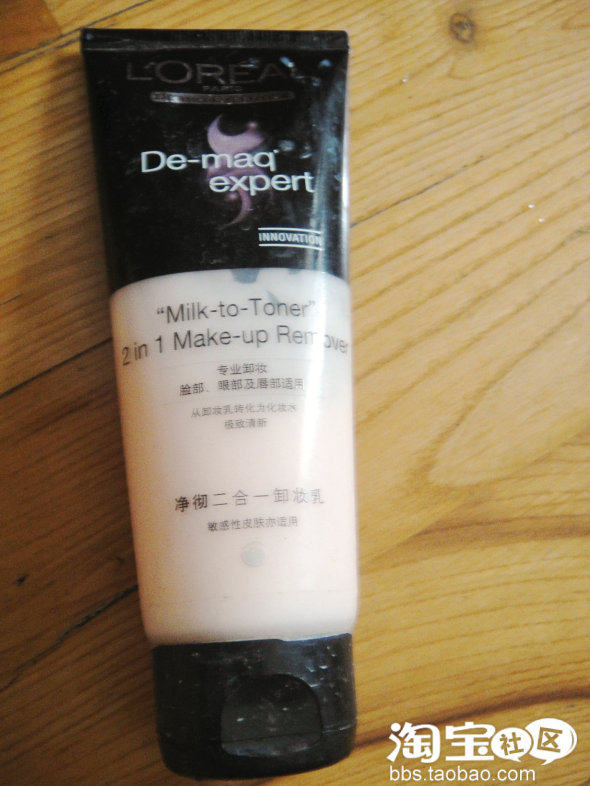 L'ORÉAL
PARIS
De-maq
expert
INNOVATION
"Milk-to-Toner"
2 in 1 Make-up Remover
专业卸妆
脸部、眼部及唇部适用
从卸妆乳转化为化妆水
极致清新
净彻二合一卸妆乳
敏感性皮肤亦适用
淘宝社区
bbs.taobao.com